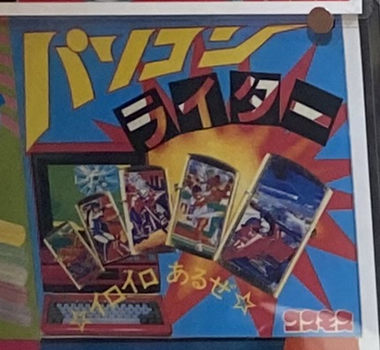 パソコン
ライター
☆イロイロ あるぜ☆
コスモス